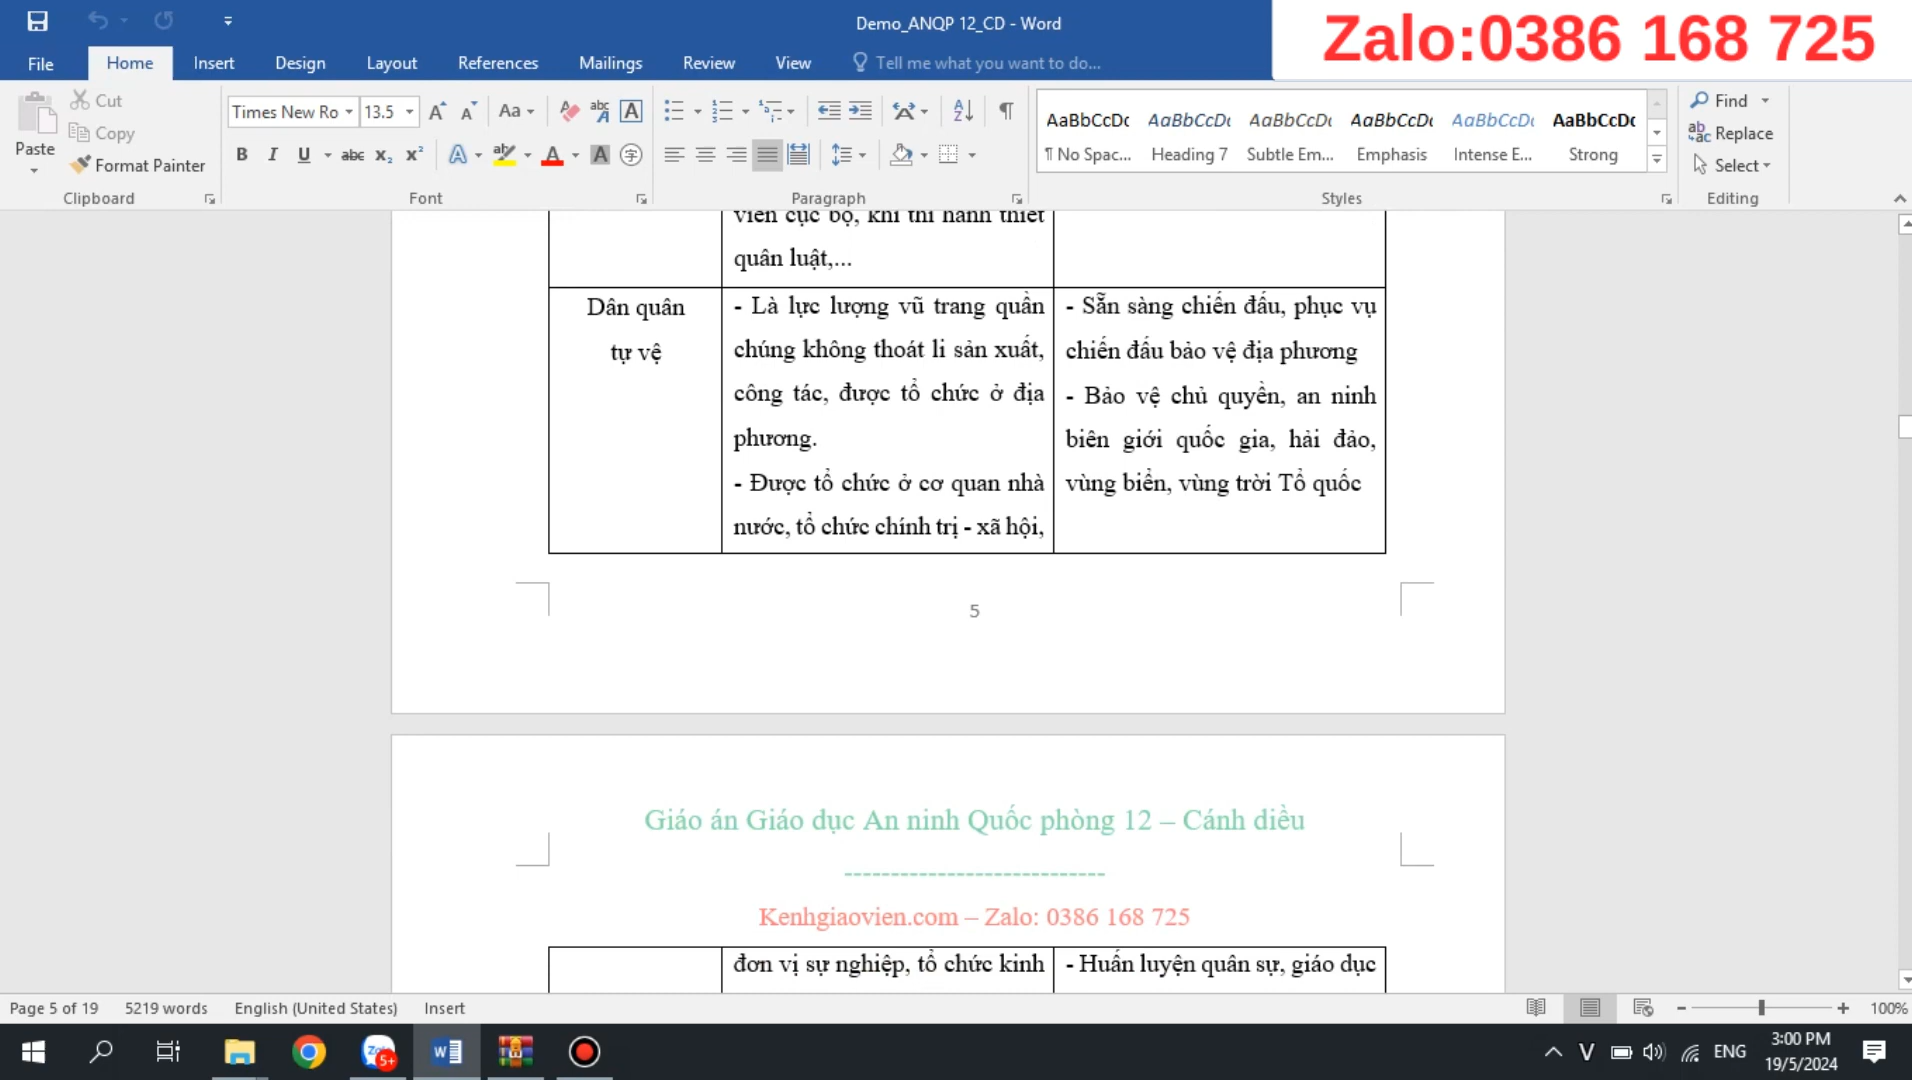 Demo_ANQP 12_CD - Word
Zalo:0386 168 725
File Home Insert Design Layout References Mailings Review View Tell me what you want to do...
Paste
Cut
Copy
Format Painter
Clipboard
Times New Ro 13.5
Font
Paragraph
AaBbCcDc AaBbCcDc AaBbCcDc AaBbCcDc AaBbCcDc AaBbCcDc
¶ No Spac... Heading 7 Subtle Em... Emphasis Intense E... Strong
Styles
Find
Replace
Select
Editing
viên cục bộ, khi thi hành thiết
quân luật,...
Dân quân
tự vệ
- Là lực lượng vũ trang quần
chúng không thoát li sản xuất,
công tác, được tổ chức ở địa
phương.
- Được tổ chức ở cơ quan nhà
nước, tổ chức chính trị - xã hội,
- Sẵn sàng chiến đấu, phục vụ
chiến đấu bảo vệ địa phương
- Bảo vệ chủ quyền, an ninh
biên giới quốc gia, hải đảo,
vùng biển, vùng trời Tổ quốc
5
Giáo án Giáo dục An ninh Quốc phòng 12 – Cánh diều
----------------------------
Kenhgiaovien.com – Zalo: 0386 168 725
đơn vị sự nghiệp, tổ chức kinh
- Huấn luyện quân sự, giáo dục
Page 5 of 19 5219 words English (United States) Insert 100%
ENG
3:00 PM
19/5/2024